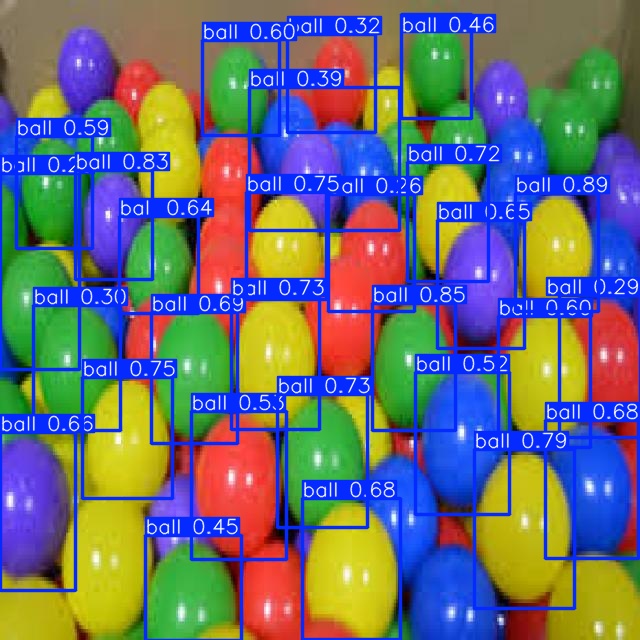 ball 0.60
ball 0.32
ball 0.46
ball 0.39
ball 0.59
ball 0.83
ball 0.72
ball 0.75
all 0.26
ball 0.89
ball 0.64
ball 0.65
ball 0.30
ball 0.69
ball 0.73
ball 0.85
ball 0.60
ball 0.29
ball 0.75
ball 0.53
ball 0.73
ball 0.52
ball 0.66
ball 0.68
ball 0.79
ball 0.68
ball 0.45